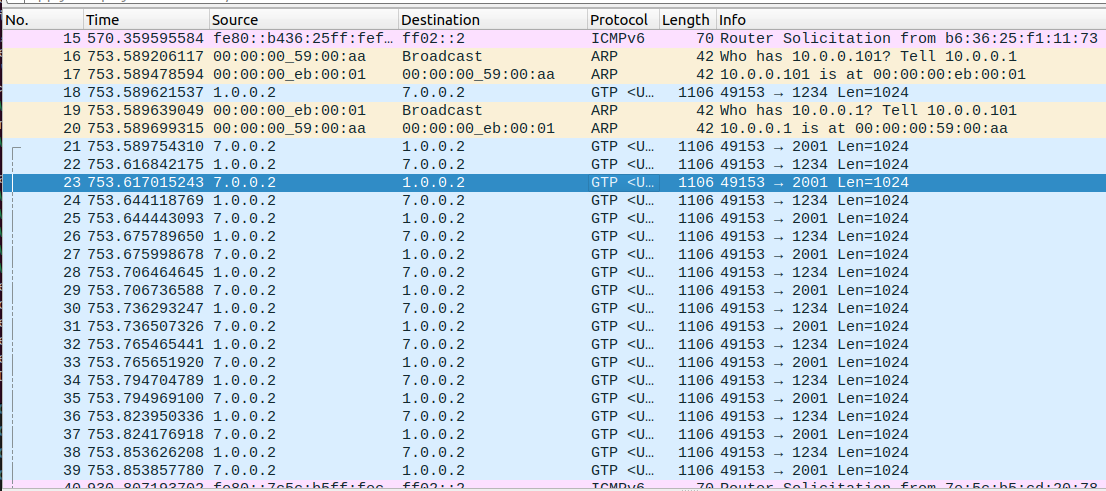 No. Time Source Destination Protocol Length Info
15 570.359595584 fe80::b436:25ff:fef… ff02::2 ICMPv6 70 Router Solicitation from b6:36:25:f1:11:73
16 753.589206117 00:00:00_59:00:aa Broadcast ARP 42 Who has 10.0.0.101? Tell 10.0.0.1
17 753.589478594 00:00:00_eb:00:01 00:00:00_59:00:aa ARP 42 10.0.0.101 is at 00:00:00:eb:00:01
18 753.589621537 1.0.0.2 7.0.0.2 GTP <U… 1106 49153 → 1234 Len=1024
19 753.589639049 00:00:00_eb:00:01 Broadcast ARP 42 Who has 10.0.0.1? Tell 10.0.0.101
20 753.589699315 00:00:00_59:00:aa 00:00:00_eb:00:01 ARP 42 10.0.0.1 is at 00:00:00:59:00:aa
21 753.589754310 7.0.0.2 1.0.0.2 GTP <U… 1106 49153 → 2001 Len=1024
22 753.616842175 1.0.0.2 7.0.0.2 GTP <U… 1106 49153 → 1234 Len=1024
23 753.617015243 7.0.0.2 1.0.0.2 GTP <U… 1106 49153 → 2001 Len=1024
24 753.644118769 1.0.0.2 7.0.0.2 GTP <U… 1106 49153 → 1234 Len=1024
25 753.644443093 7.0.0.2 1.0.0.2 GTP <U… 1106 49153 → 2001 Len=1024
26 753.675789650 1.0.0.2 7.0.0.2 GTP <U… 1106 49153 → 1234 Len=1024
27 753.675998678 7.0.0.2 1.0.0.2 GTP <U… 1106 49153 → 2001 Len=1024
28 753.706464645 1.0.0.2 7.0.0.2 GTP <U… 1106 49153 → 1234 Len=1024
29 753.706736588 7.0.0.2 1.0.0.2 GTP <U… 1106 49153 → 2001 Len=1024
30 753.736293247 1.0.0.2 7.0.0.2 GTP <U… 1106 49153 → 1234 Len=1024
31 753.736507326 7.0.0.2 1.0.0.2 GTP <U… 1106 49153 → 2001 Len=1024
32 753.765465441 1.0.0.2 7.0.0.2 GTP <U… 1106 49153 → 1234 Len=1024
33 753.765651920 7.0.0.2 1.0.0.2 GTP <U… 1106 49153 → 2001 Len=1024
34 753.794704789 1.0.0.2 7.0.0.2 GTP <U… 1106 49153 → 1234 Len=1024
35 753.794969100 7.0.0.2 1.0.0.2 GTP <U… 1106 49153 → 2001 Len=1024
36 753.823950336 1.0.0.2 7.0.0.2 GTP <U… 1106 49153 → 1234 Len=1024
37 753.824176918 7.0.0.2 1.0.0.2 GTP <U… 1106 49153 → 2001 Len=1024
38 753.853626208 1.0.0.2 7.0.0.2 GTP <U… 1106 49153 → 1234 Len=1024
39 753.853857780 7.0.0.2 1.0.0.2 GTP <U… 1106 49153 → 2001 Len=1024
40 ff02::2 ICMPv6 70 Router Solicitation from